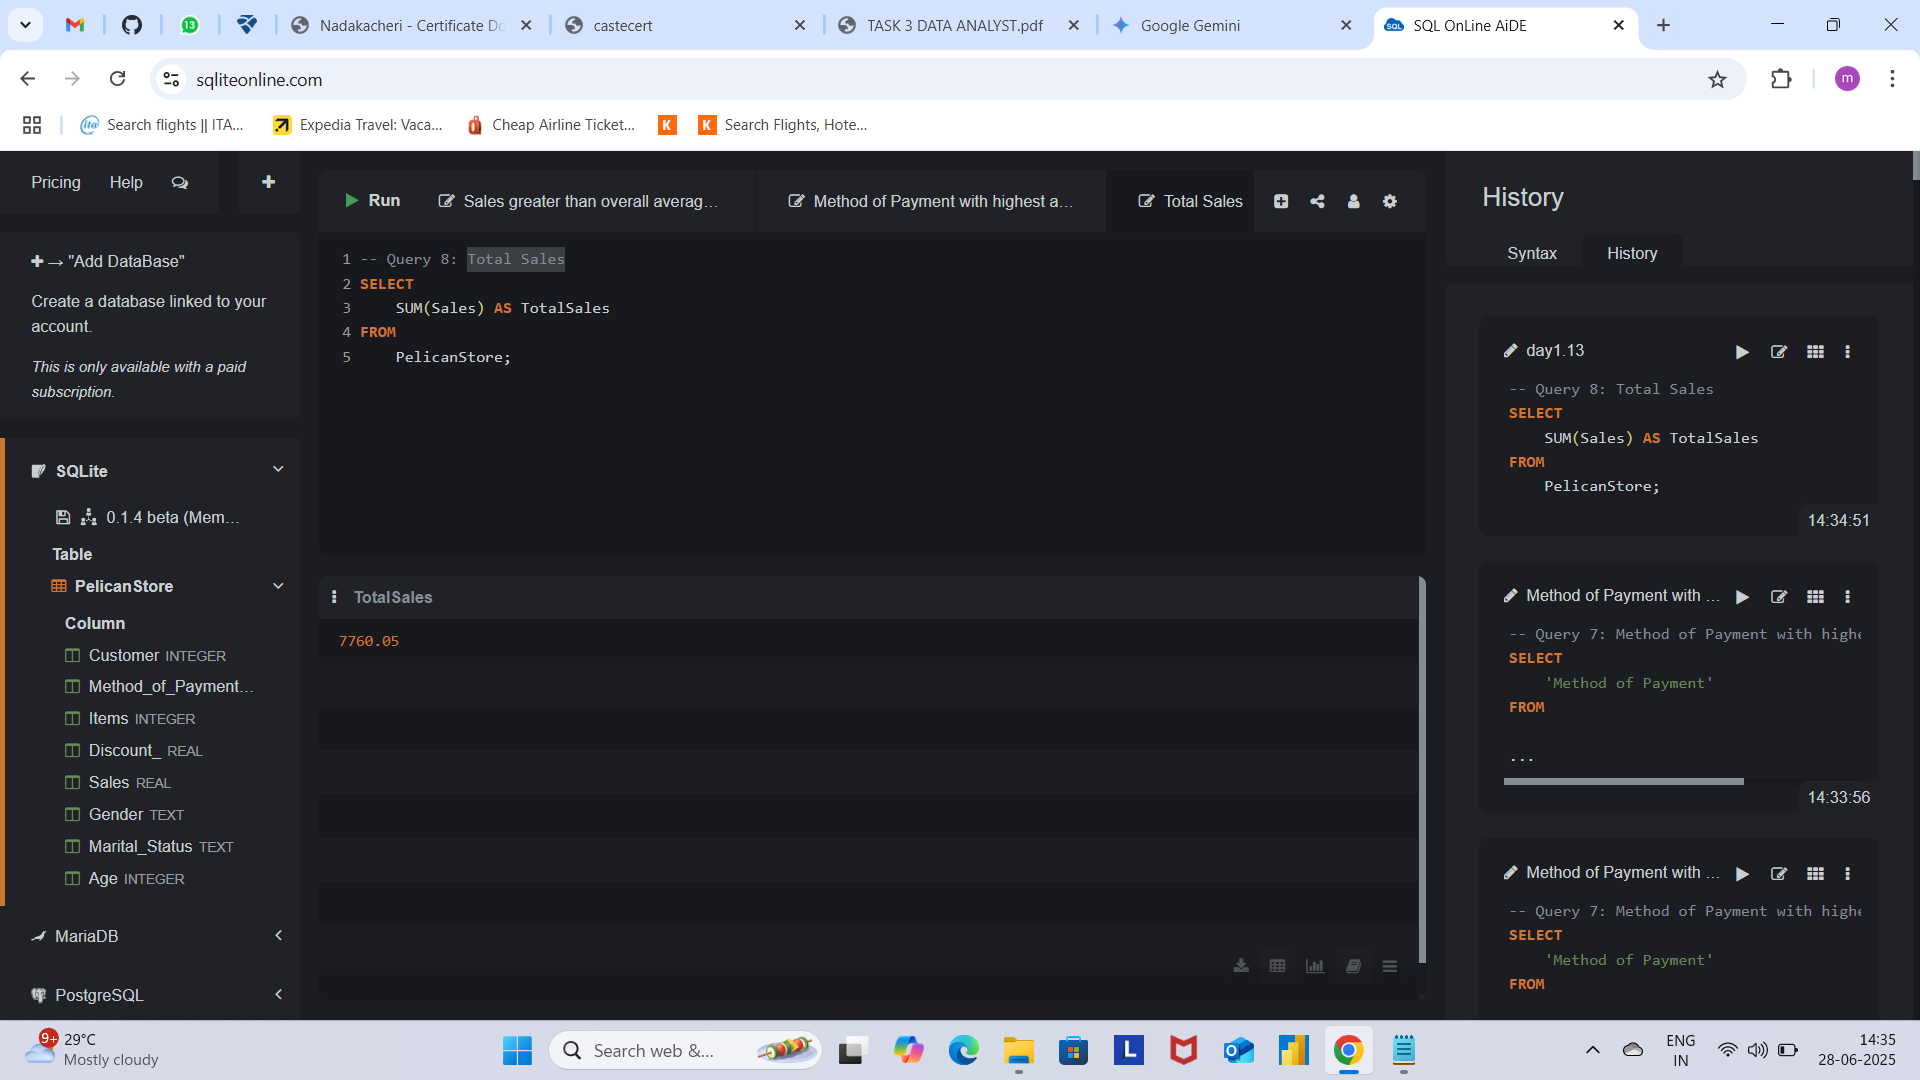 13
Nadakacheri - Certificate Do
castecert
TASK 3 DATA ANALYST.pdf
Google Gemini
SQL
SQL OnLine AiDE
sqliteonline.com
m
ita
Search flights || ITA...
Expedia Travel: Vaca...
Cheap Airline Ticket...
K
K
Search Flights, Hote...
Pricing
Help
Run
Sales greater than overall averag...
Method of Payment with highest a...
Total Sales
History
Syntax
History
"Add DataBase"
Create a database linked to your
account.
This is only available with a paid
subscription.
1 -- Query 8: Total Sales
2 SELECT
3 SUM(Sales) AS TotalSales
4 FROM
5 PelicanStore;
SQLite
0.1.4 beta (Mem...
Table
PelicanStore
Column
Customer INTEGER
Method_of_Payment...
Items INTEGER
Discount_ REAL
Sales REAL
Gender TEXT
Marital_Status TEXT
Age INTEGER
MariaDB
PostgreSQL
TotalSales
7760.05
day1.13
-- Query 8: Total Sales
SELECT
SUM(Sales) AS TotalSales
FROM
PelicanStore;
14:34:51
Method of Payment with ...
-- Query 7: Method of Payment with highe
SELECT
'Method of Payment'
FROM
...
14:33:56
Method of Payment with ...
-- Query 7: Method of Payment with highe
SELECT
'Method of Payment'
FROM
9+
29°C
Mostly cloudy
Search web &...
L
ENG
IN
14:35
28-06-2025